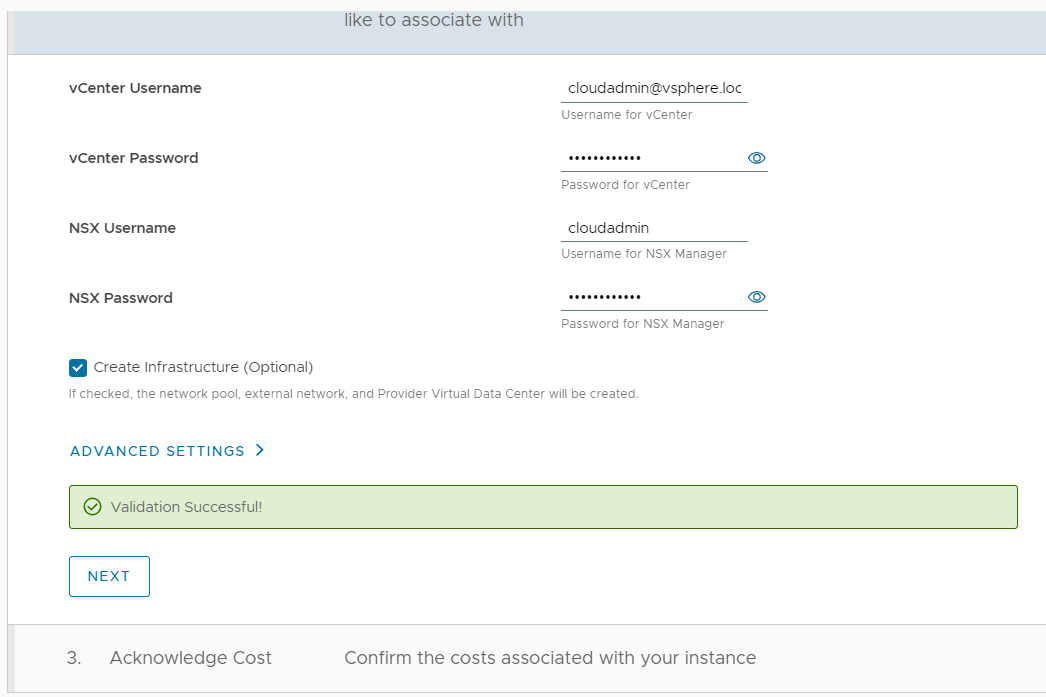 like to associate with
vCenter Username
cloudadmin@vsphere.loc
Username for vCenter
vCenter Password
••••••••••••
Password for vCenter
NSX Username
cloudadmin
Username for NSX Manager
NSX Password
••••••••••••
Password for NSX Manager
Create Infrastructure (Optional)
If checked, the network pool, external network, and Provider Virtual Data Center will be created.
ADVANCED SETTINGS
Validation Successful!
NEXT
3. Acknowledge Cost Confirm the costs associated with your instance